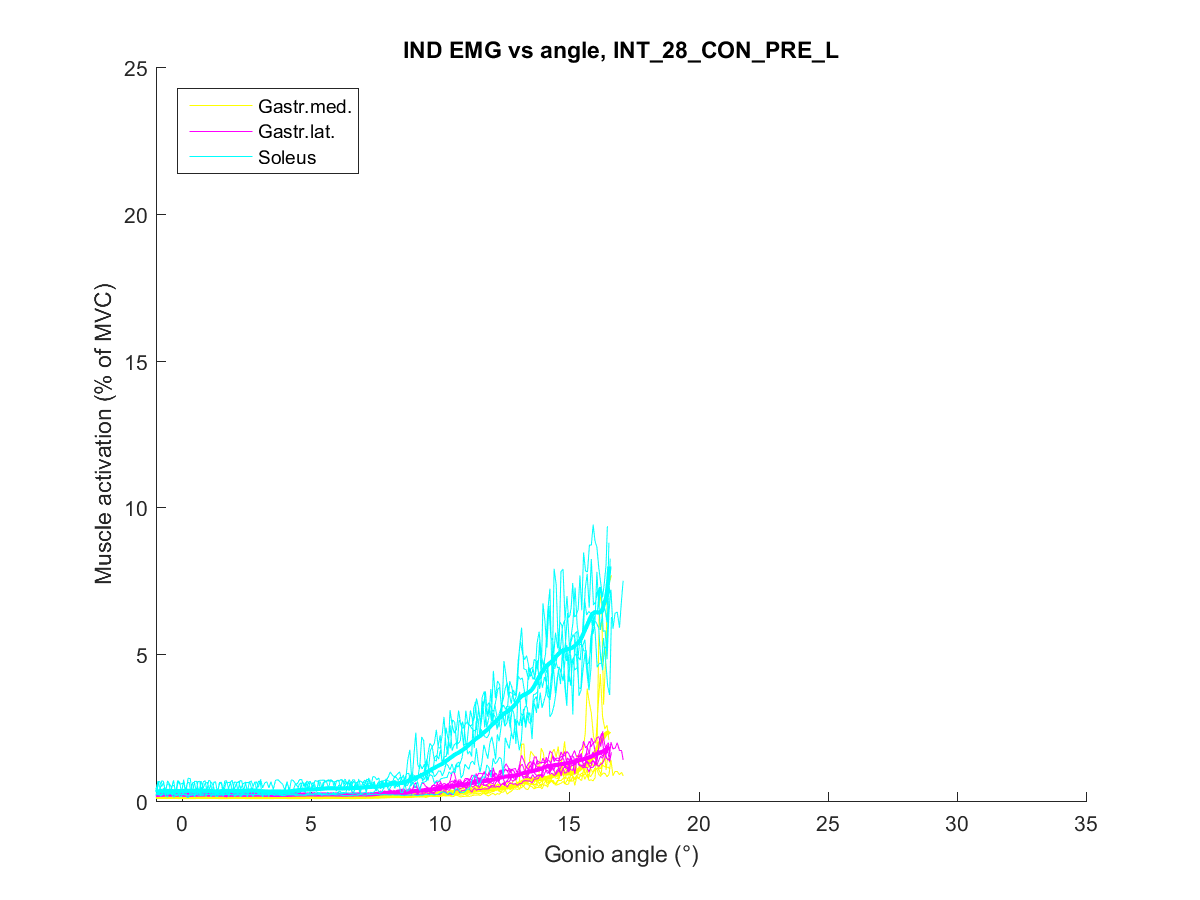 IND EMG vs angle, INT_28_CON_PRE_L
25
20
15
10
5
0
Muscle activation (% of MVC)
Gastr.med.
Gastr.lat.
Soleus
0 5 10 15 20 25 30 35
Gonio angle (°)